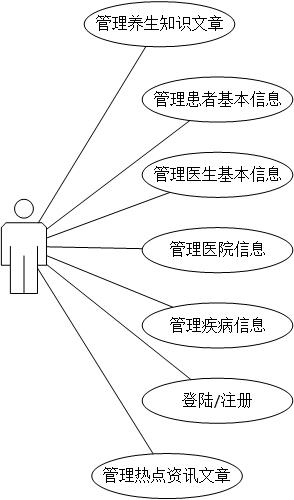 管理养生知识文章
管理患者基本信息
管理医生基本信息
管理医院信息
管理疾病信息
登陆/注册
管理热点资讯文章